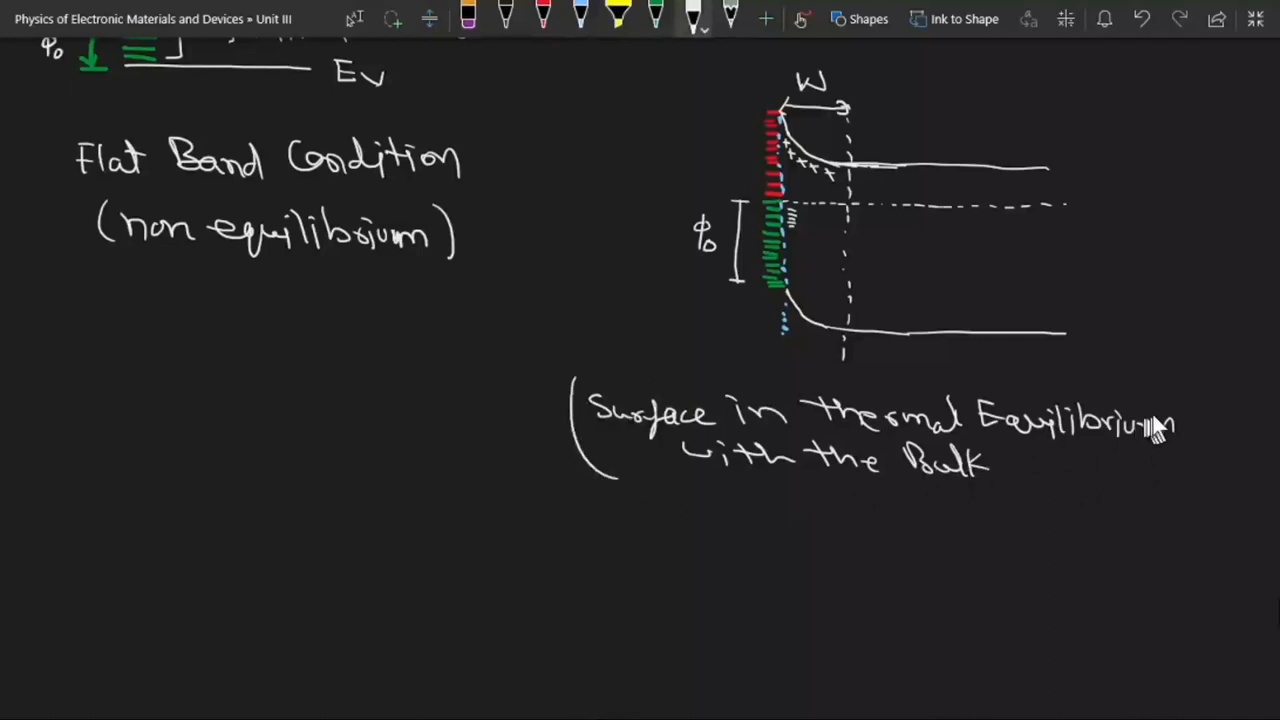 Physics of Electronic Materials and Devices » Unit III
Shapes
Ink to Shape
φ₀
Ev
Flat Band Condition
(non equilibrium)
W
φ₀
(Surface in thermal Equilibrium
with the Bulk